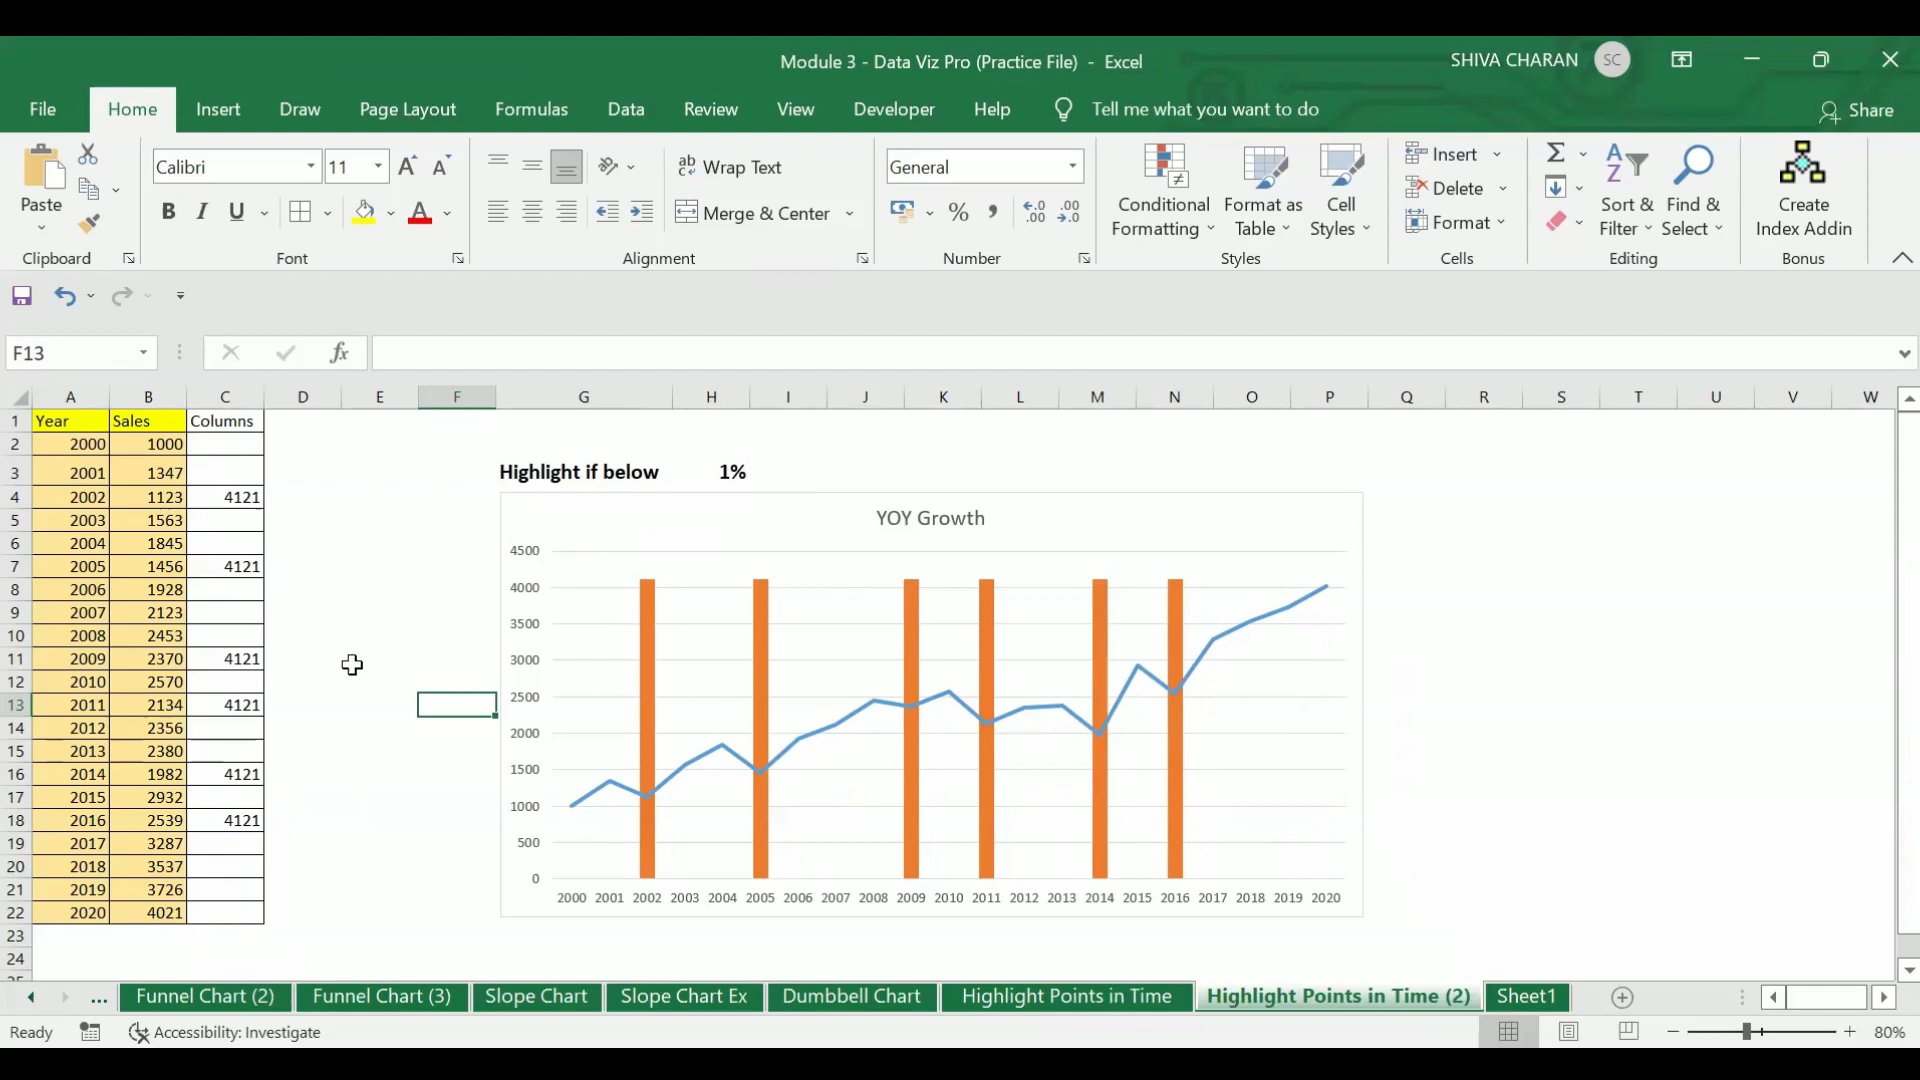 Module 3 - Data Viz Pro (Practice File) - Excel
SHIVA CHARAN
SC
File Home Insert Draw Page Layout Formulas Data Review View Developer Help Tell me what you want to do
Share
Paste
Calibri 11
B I U
ab Wrap Text
Merge & Center
General
% , .00
Conditional Formatting
Format as Table
Cell Styles
Insert
Delete
Format
Sort & Filter
Find & Select
Create Index Addin
Clipboard Font Alignment Number Styles Cells Editing Bonus
F13
fx
A B C D E F G H I J K L M N O P Q R S T U V W
1 Year Sales Columns
2 2000 1000
3 2001 1347
4 2002 1123 4121
5 2003 1563
6 2004 1845
7 2005 1456 4121
8 2006 1928
9 2007 2123
10 2008 2453
11 2009 2370 4121
12 2010 2570
13 2011 2134 4121
14 2012 2356
15 2013 2380
16 2014 1982 4121
17 2015 2932
18 2016 2539 4121
19 2017 3287
20 2018 3537
21 2019 3726
22 2020 4021
23
24
Highlight if below 1%
YOY Growth
4500
4000
3500
3000
2500
2000
1500
1000
500
0
2000 2001 2002 2003 2004 2005 2006 2007 2008 2009 2010 2011 2012 2013 2014 2015 2016 2017 2018 2019 2020
... Funnel Chart (2) Funnel Chart (3) Slope Chart Slope Chart Ex Dumbbell Chart Highlight Points in Time Highlight Points in Time (2) Sheet1
Ready Accessibility: Investigate
80%